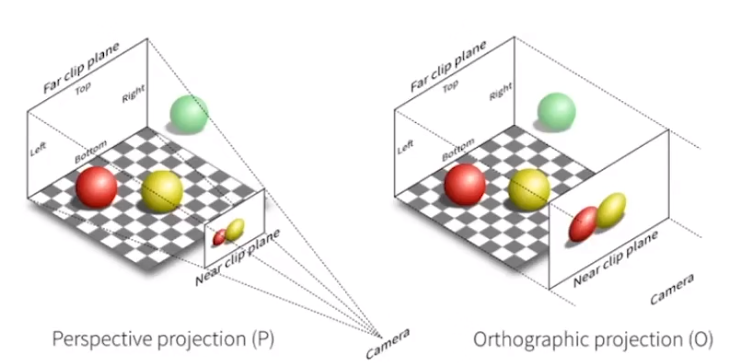 Far clip plane
Top
Right
Left
Bottom
Near clip plane
Camera
Perspective projection (P)
Far clip plane
Top
Right
Left
Bottom
Near clip plane
Camera
Orthographic projection (O)